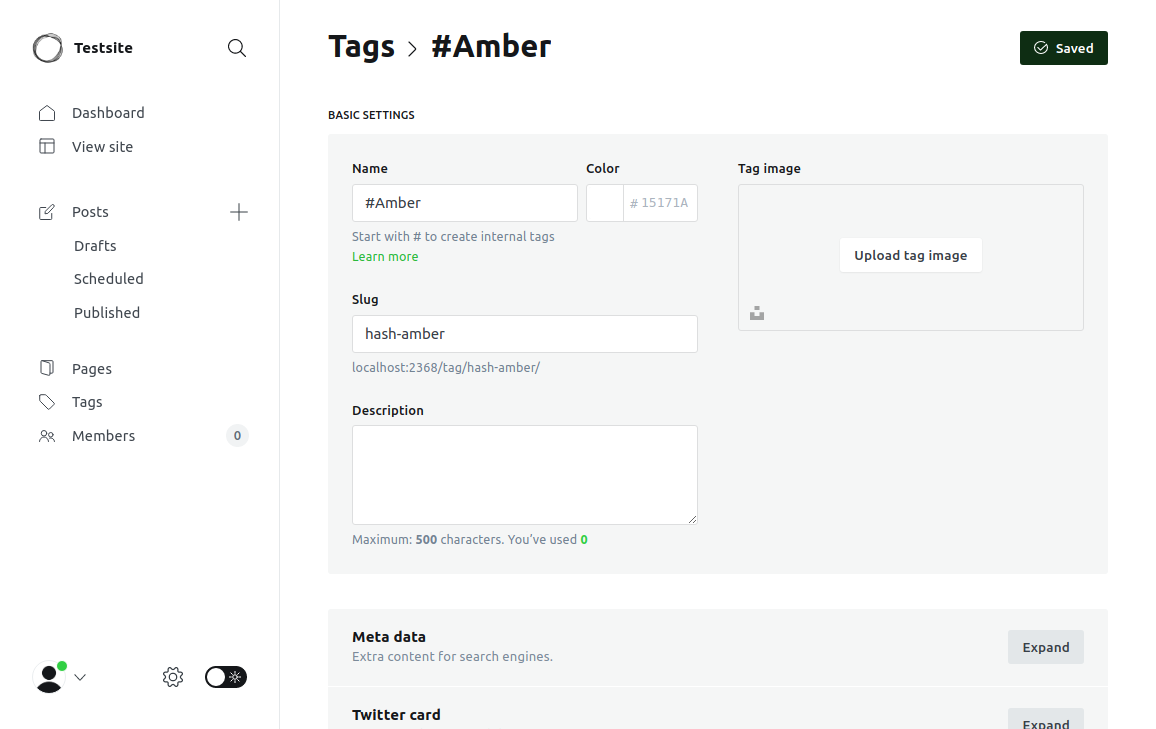 Testsite
Dashboard
View site
Posts
Drafts
Scheduled
Published
Pages
Tags
Members 0
Tags > #Amber
Saved
BASIC SETTINGS
Name
#Amber
Start with # to create internal tags
Learn more
Color
# 15171A
Slug
hash-amber
localhost:2368/tag/hash-amber/
Description
Maximum: 500 characters. You’ve used 0
Tag image
Upload tag image
Meta data
Extra content for search engines.
Expand
Twitter card
Expand